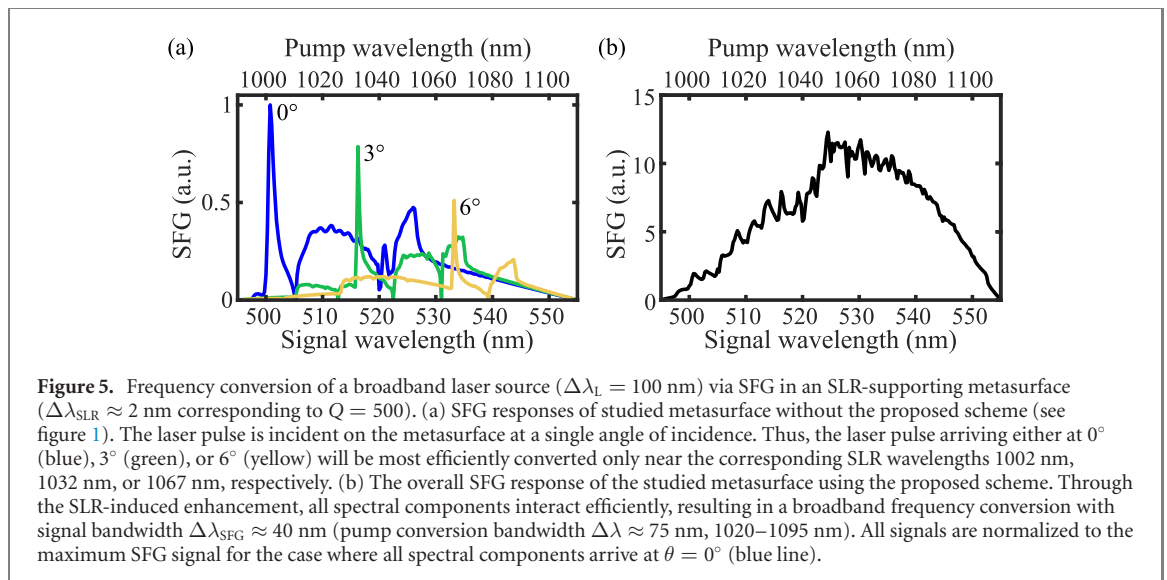 (a)
Pump wavelength (nm)
1000 1020 1040 1060 1080 1100
1
0.5
0
SFG (a.u.)
0°
3°
6°
500 510 520 530 540 550
Signal wavelength (nm)
(b)
Pump wavelength (nm)
1000 1020 1040 1060 1080 1100
15
10
5
0
SFG (a.u.)
500 510 520 530 540 550
Signal wavelength (nm)
Figure 5. Frequency conversion of a broadband laser source (Δλ_L = 100 nm) via SFG in an SLR-supporting metasurface
(Δλ_SLR ≈ 2 nm corresponding to Q = 500). (a) SFG responses of studied metasurface without the proposed scheme (see
figure 1). The laser pulse is incident on the metasurface at a single angle of incidence. Thus, the laser pulse arriving either at 0°
(blue), 3° (green), or 6° (yellow) will be most efficiently converted only near the corresponding SLR wavelengths 1002 nm,
1032 nm, or 1067 nm, respectively. (b) The overall SFG response of the studied metasurface using the proposed scheme. Through
the SLR-induced enhancement, all spectral components interact efficiently, resulting in a broadband frequency conversion with
signal bandwidth Δλ_SFG ≈ 40 nm (pump conversion bandwidth Δλ ≈ 75 nm, 1020–1095 nm). All signals are normalized to the
maximum SFG signal for the case where all spectral components arrive at θ = 0° (blue line).